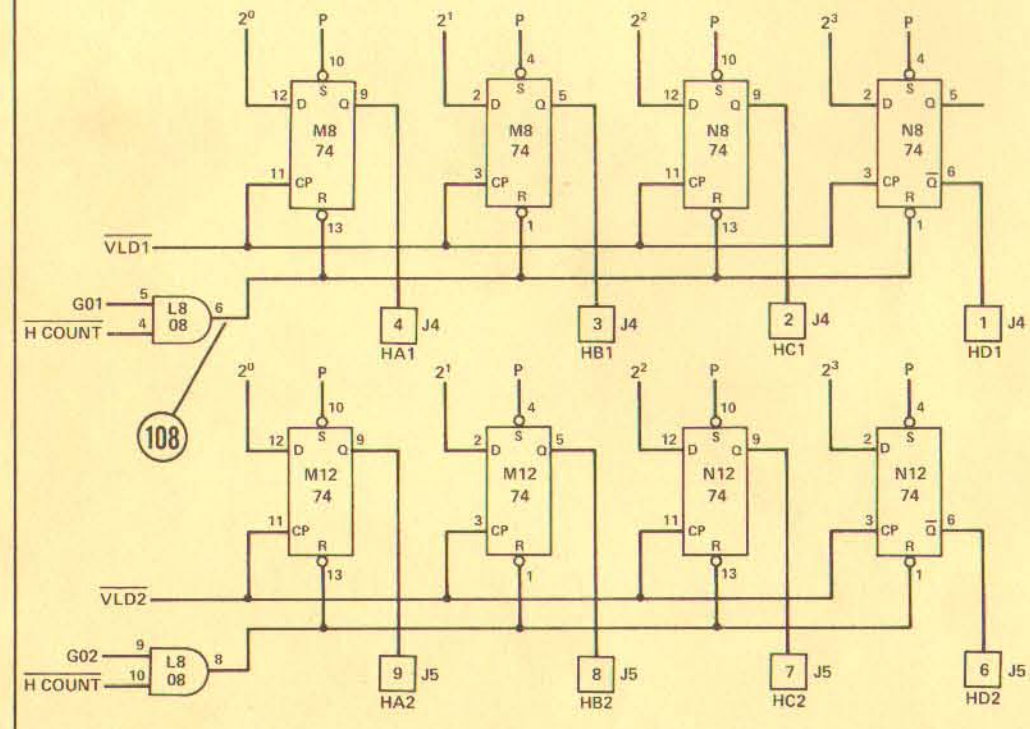 2⁰ P 2¹ P 2² P 2³ P
10 4 10 4
S S S S
12 D Q 9 2 D Q 5 12 D Q 9 2 D Q 5
M8 M8 N8 N8
74 74 74 74
11 CP 3 CP 11 CP 3 CP Q̅ 6
R R R R
13 1 13 1
V̅L̅D̅1̅
G01 5 L8 6
H̅ ̅C̅O̅U̅N̅T̅ 4 08
4 J4 3 J4 2 J4 1 J4
HA1 HB1 HC1 HD1
108
2⁰ P 2¹ P 2² P 2³ P
10 4 10 4
S S S S
12 D Q 9 2 D Q 5 12 D Q 9 2 D
M12 M12 N12 N12
74 74 74 74
11 CP 3 CP 11 CP 3 CP Q̅ 6
R R R R
13 1 13 1
V̅L̅D̅2̅
G02 9 L8 8
H̅ ̅C̅O̅U̅N̅T̅ 10 08
9 J5 8 J5 7 J5 6 J5
HA2 HB2 HC2 HD2